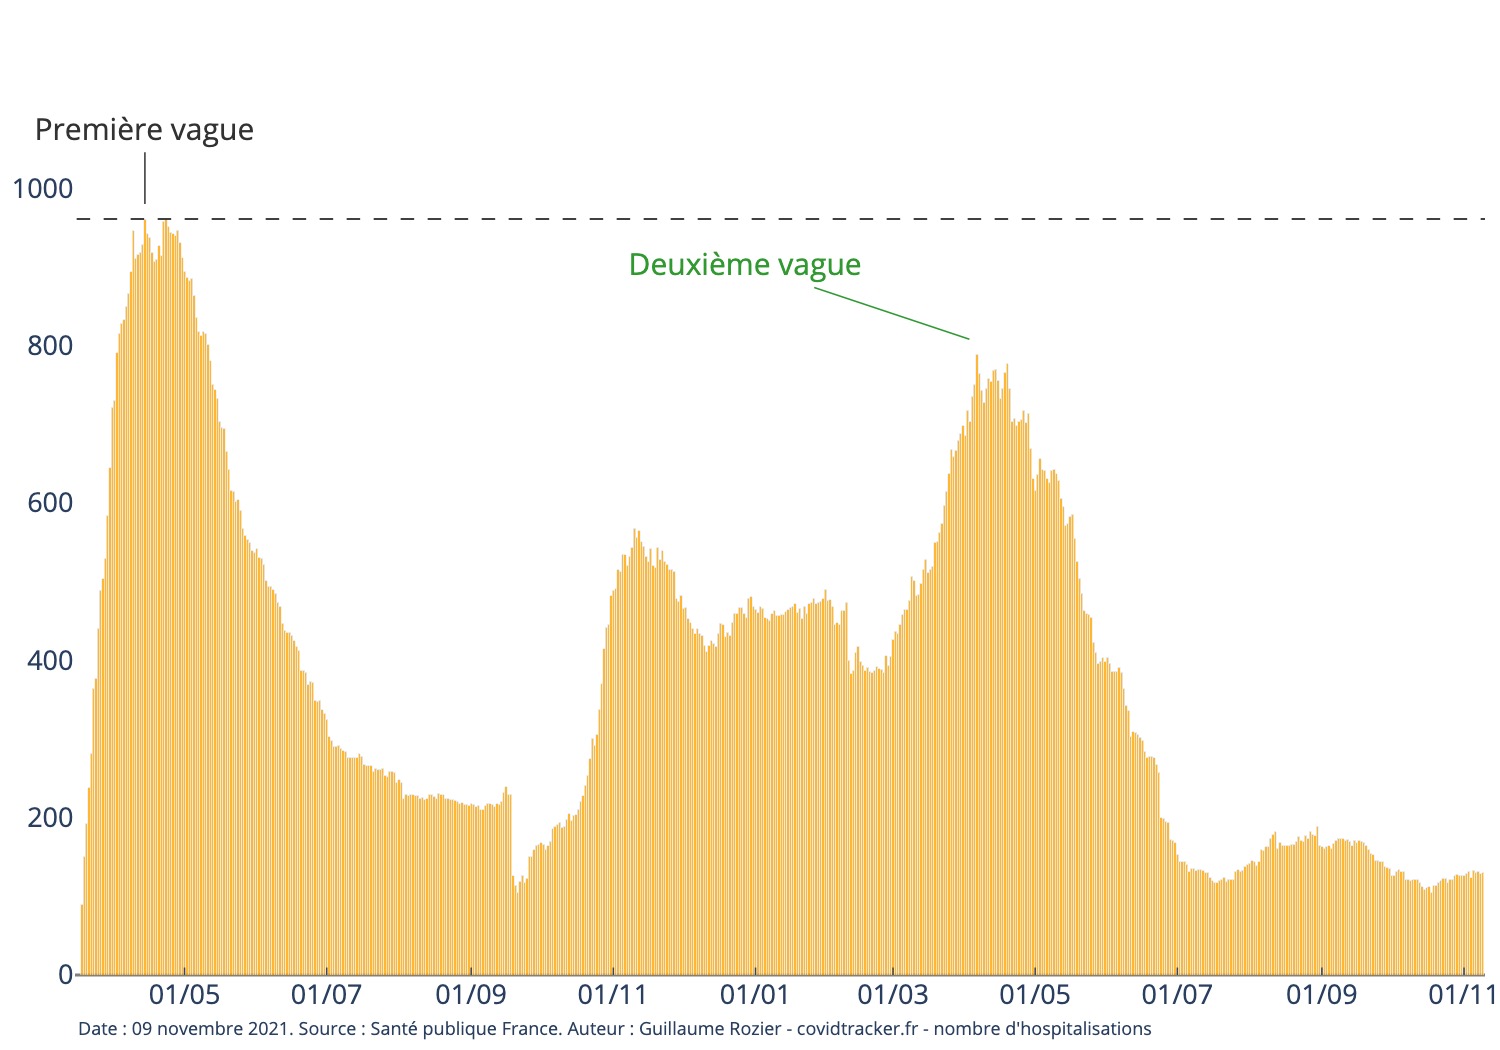 Première vague
1000
Deuxième vague
800
600
400
200
0
01/05 01/07 01/09 01/11 01/01 01/03 01/05 01/07 01/09 01/11
Date : 09 novembre 2021. Source : Santé publique France. Auteur : Guillaume Rozier - covidtracker.fr - nombre d'hospitalisations